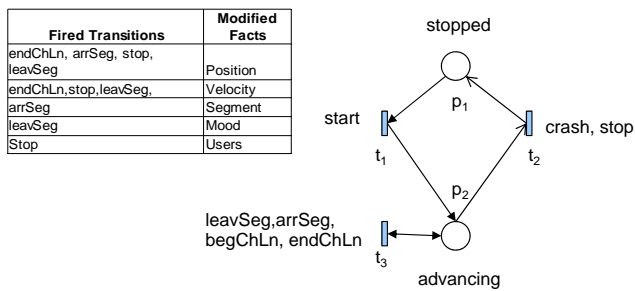 Fired Transitions
Modified
Facts
endChLn, arrSeg, stop,
leavSeg
Position
endChLn,stop,leavSeg,
Velocity
arrSeg
Segment
leavSeg
Mood
Stop
Users
stopped
p1
start
t1
crash, stop
t2
p2
leavSeg,arrSeg,
begChLn, endChLn
t3
advancing